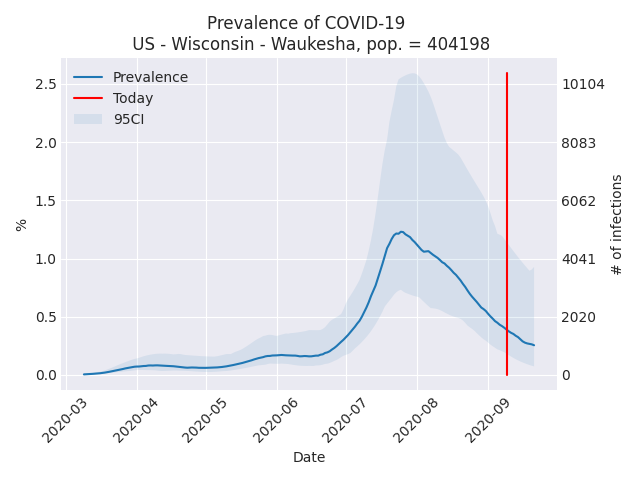 Prevalence of COVID-19
US - Wisconsin - Waukesha, pop. = 404198
Prevalence
Today
95CI
2.5
2.0
1.5
1.0
0.5
0.0
%
10104
8083
6062
4041
2020
0
# of infections
2020-03
2020-04
2020-05
2020-06
2020-07
2020-08
2020-09
Date